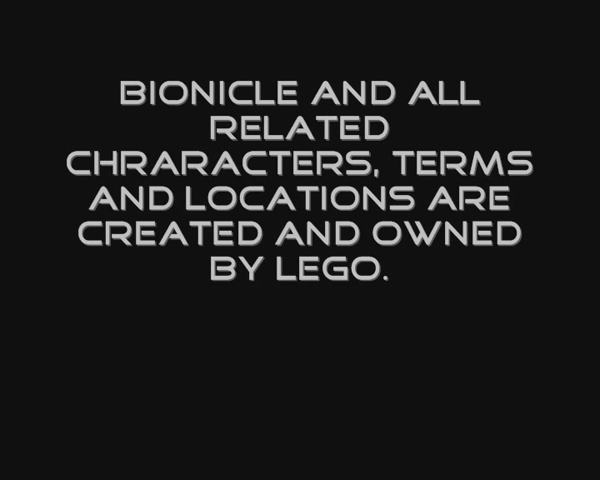 BIONICLE AND ALL
RELATED
CHRARACTERS, TERMS
AND LOCATIONS ARE
CREATED AND OWNED
BY LEGO.